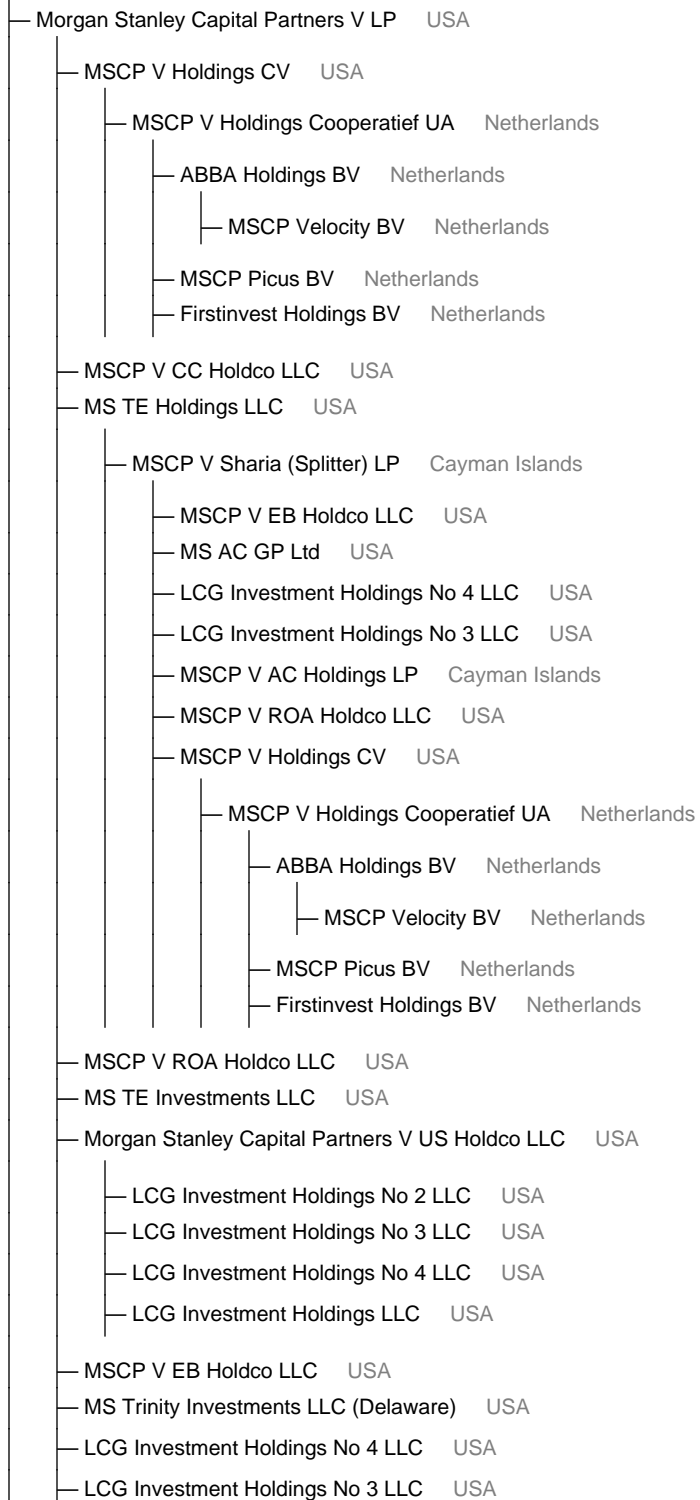 Morgan Stanley Capital Partners V LP USA
MSCP V Holdings CV USA
MSCP V Holdings Cooperatief UA Netherlands
ABBA Holdings BV Netherlands
MSCP Velocity BV Netherlands
MSCP Picus BV Netherlands
Firstinvest Holdings BV Netherlands
MSCP V CC Holdco LLC USA
MS TE Holdings LLC USA
MSCP V Sharia (Splitter) LP Cayman Islands
MSCP V EB Holdco LLC USA
MS AC GP Ltd USA
LCG Investment Holdings No 4 LLC USA
LCG Investment Holdings No 3 LLC USA
MSCP V AC Holdings LP Cayman Islands
MSCP V ROA Holdco LLC USA
MSCP V Holdings CV USA
MSCP V Holdings Cooperatief UA Netherlands
ABBA Holdings BV Netherlands
MSCP Velocity BV Netherlands
MSCP Picus BV Netherlands
Firstinvest Holdings BV Netherlands
MSCP V ROA Holdco LLC USA
MS TE Investments LLC USA
Morgan Stanley Capital Partners V US Holdco LLC USA
LCG Investment Holdings No 2 LLC USA
LCG Investment Holdings No 3 LLC USA
LCG Investment Holdings No 4 LLC USA
LCG Investment Holdings LLC USA
MSCP V EB Holdco LLC USA
MS Trinity Investments LLC (Delaware) USA
LCG Investment Holdings No 4 LLC USA
LCG Investment Holdings No 3 LLC USA